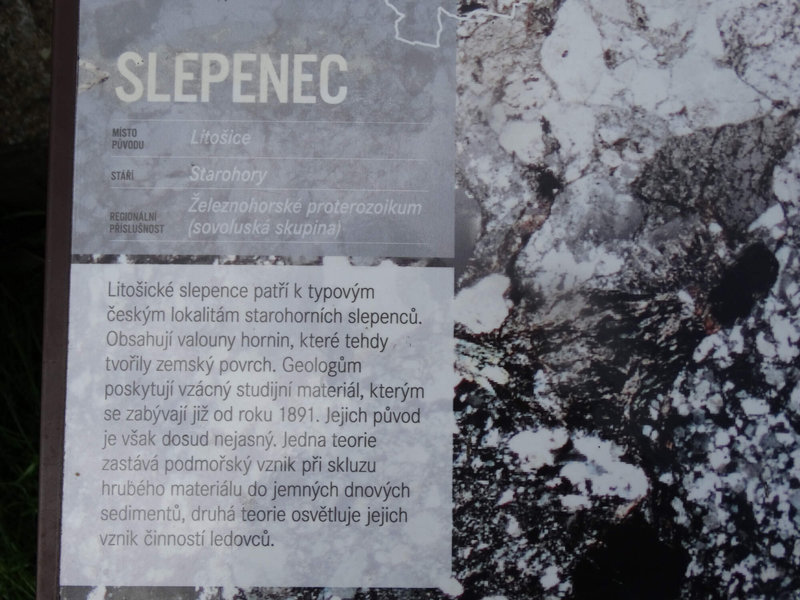 SLEPENEC
MÍSTO
PŮVODU
Litošice
STÁŘÍ
Starohory
REGIONÁLNÍ
PŘÍSLUŠNOST
Železnohorské proterozoikum
(sovoluská skupina)
Litošické slepence patří k typovým
českým lokalitám starohorních slepenců.
Obsahují valouny hornin, které tehdy
tvořily zemský povrch. Geologům
poskytují vzácný studijní materiál, kterým
se zabývají již od roku 1891. Jejich původ
je však dosud nejasný. Jedna teorie
zastává podmořský vznik při skluzu
hrubého materiálu do jemných dnových
sedimentů, druhá teorie osvětluje jejich
vznik činností ledovců.